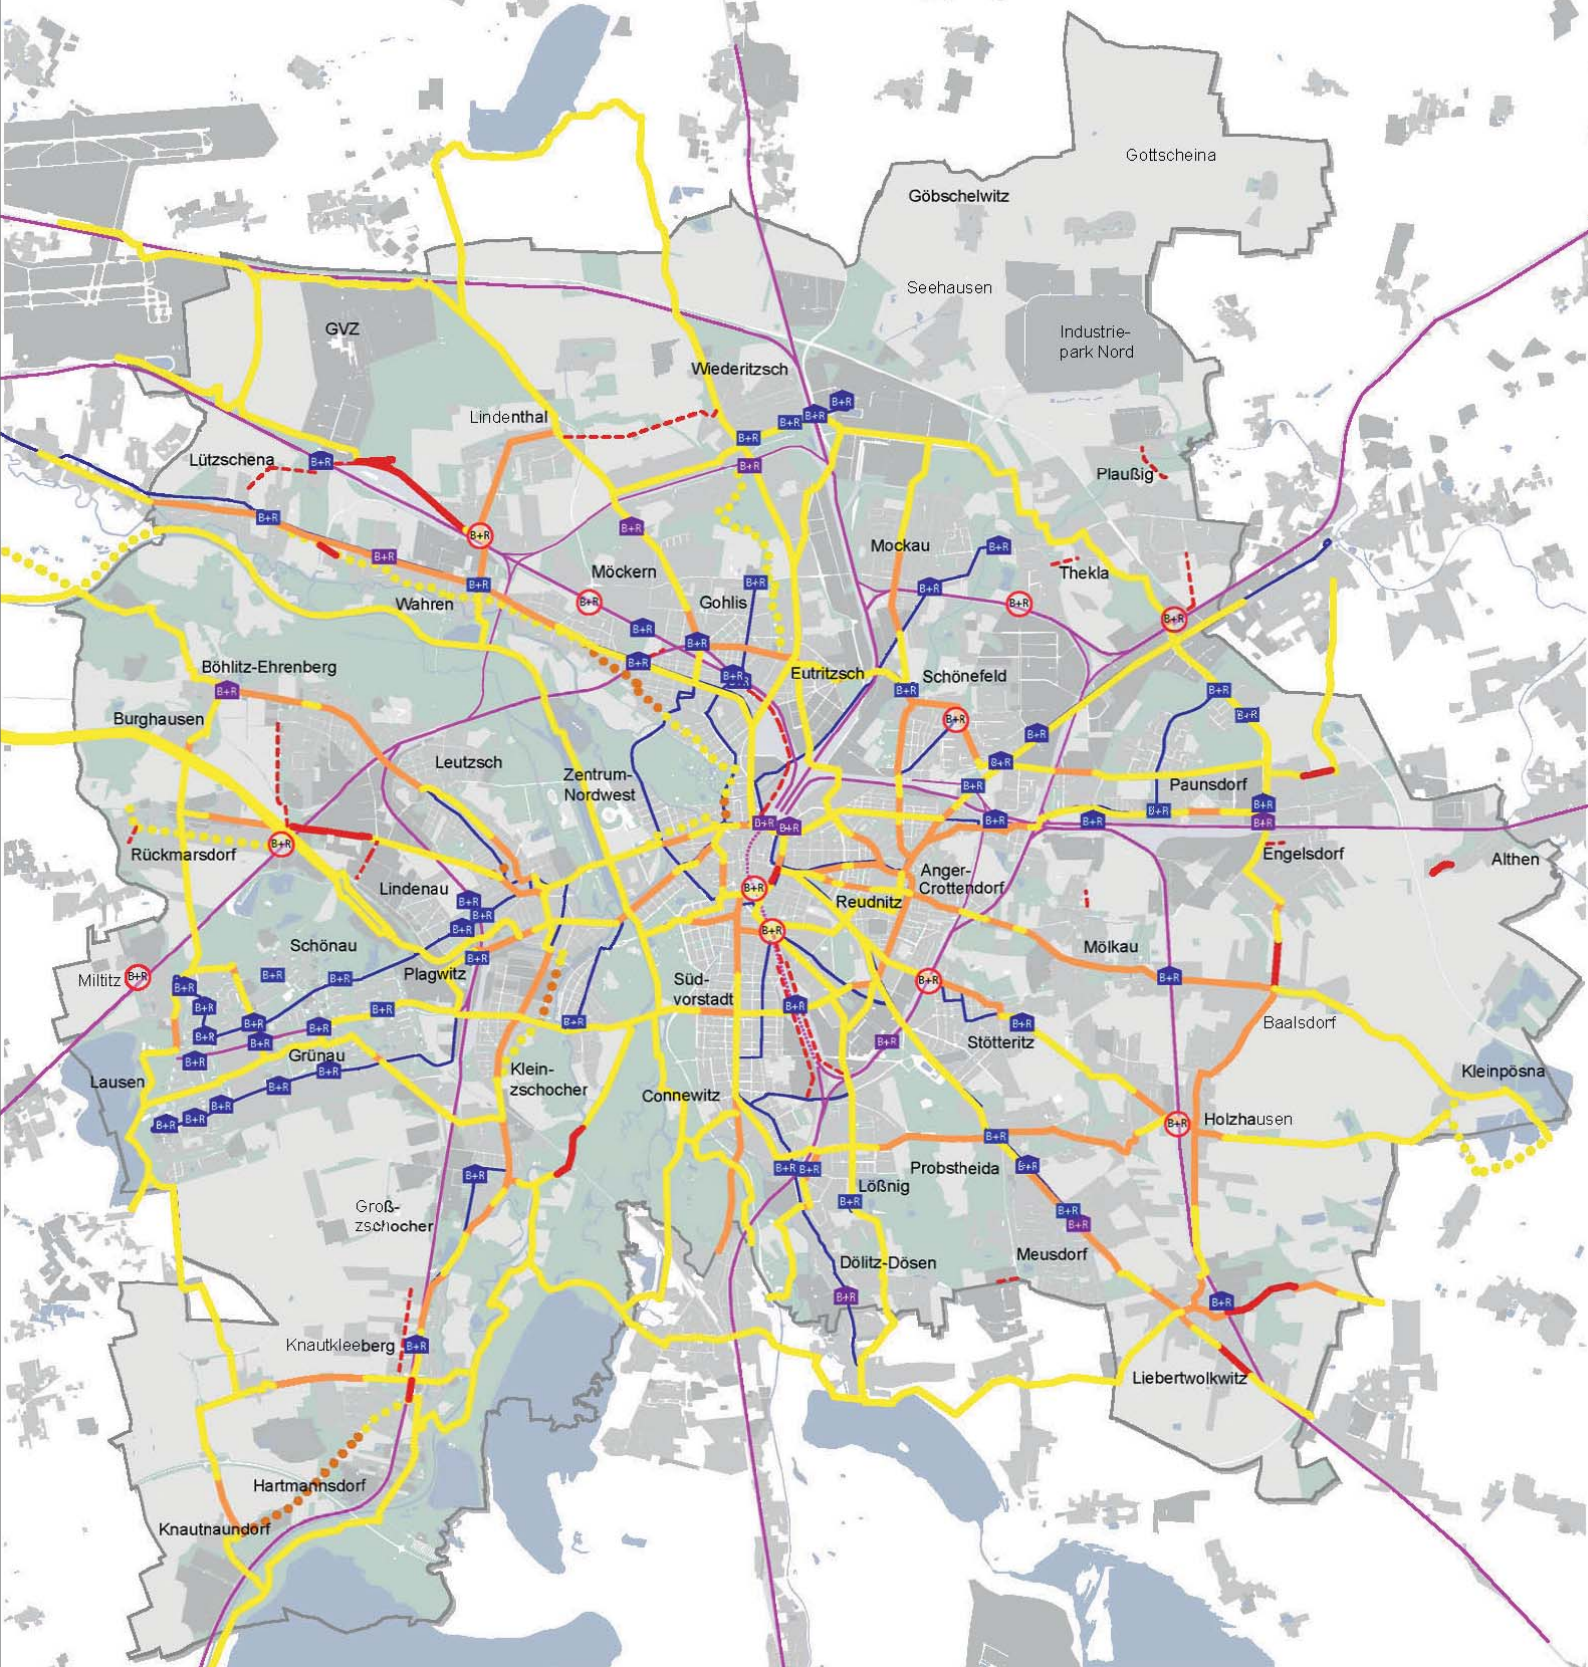 Gottscheina
Göbschelwitz
Seehausen
GVZ
Industrie-
park Nord
Wiederitzsch
B+R
B+R
B+R
Lindenthal
B+R
Lützschena
B+R
B+R
Plaußig
B+R
B+R
B+R
Mockau
B+R
B+R
Möckern
Thekla
B+R
B+R
B+R
Wahren
B+R
Gohlis
B+R
B+R
B+R
B+R
B+R
Böhlitz-Ehrenberg
B+R
Eutritzsch
Schönefeld
B+R
B+R
B+R
B+R
Burghausen
B+R
B+R
B+R
Leutzsch
B+R
Zentrum-
Nordwest
Paunsdorf
B+R
B+R
B+R
B+R
B+R
B+R
B+R
B+R
B+R
Rückmarsdorf
B+R
Engelsdorf
Althen
Anger-
Crottendorf
Lindenau
B+R
B+R
Reudnitz
B+R
B+R
B+R
Schönau
Mölkau
Plagwitz
B+R
Miltitz
B+R
B+R
B+R
Süd-
vorstadt
B+R
B+R
B+R
B+R
B+R
B+R
B+R
B+R
B+R
B+R
Baalsdorf
B+R
B+R
B+R
Stötteritz
Grünau
B+R
B+R
Lausen
B+R
B+R
Klein-
zschocher
Kleinpösna
Connewitz
B+R
B+R
B+R
B+R
Holzhausen
B+R
B+R
B+R
B+R
Probstheida
B+R
Lößnig
B+R
Groß-
zschocher
B+R
B+R
Meusdorf
Dölitz-Dösen
B+R
B+R
Knautkleeberg
B+R
Liebertwolkwitz
Hartmannsdorf
Knautnaundorf